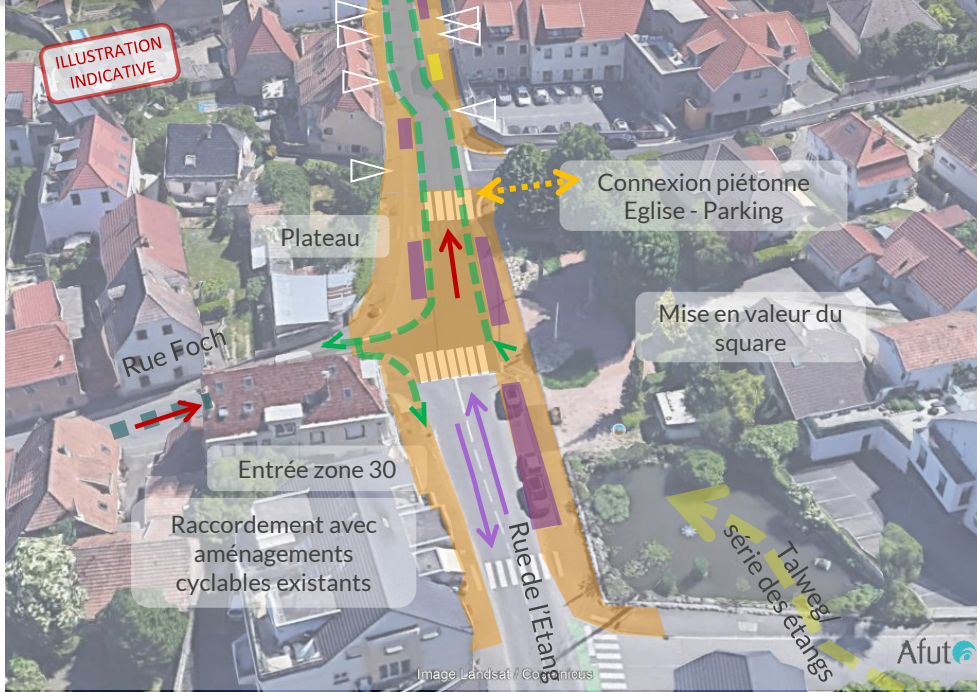 ILLUSTRATION
INDICATIVE
Connexion piétonne
Eglise - Parking
Plateau
Mise en valeur du
square
Rue Foch
Entrée zone 30
Raccordement avec
aménagements
cyclables existants
Rue de l'Etang
Talweg/
série des étangs
Afut
Image Landsat / Copernicus